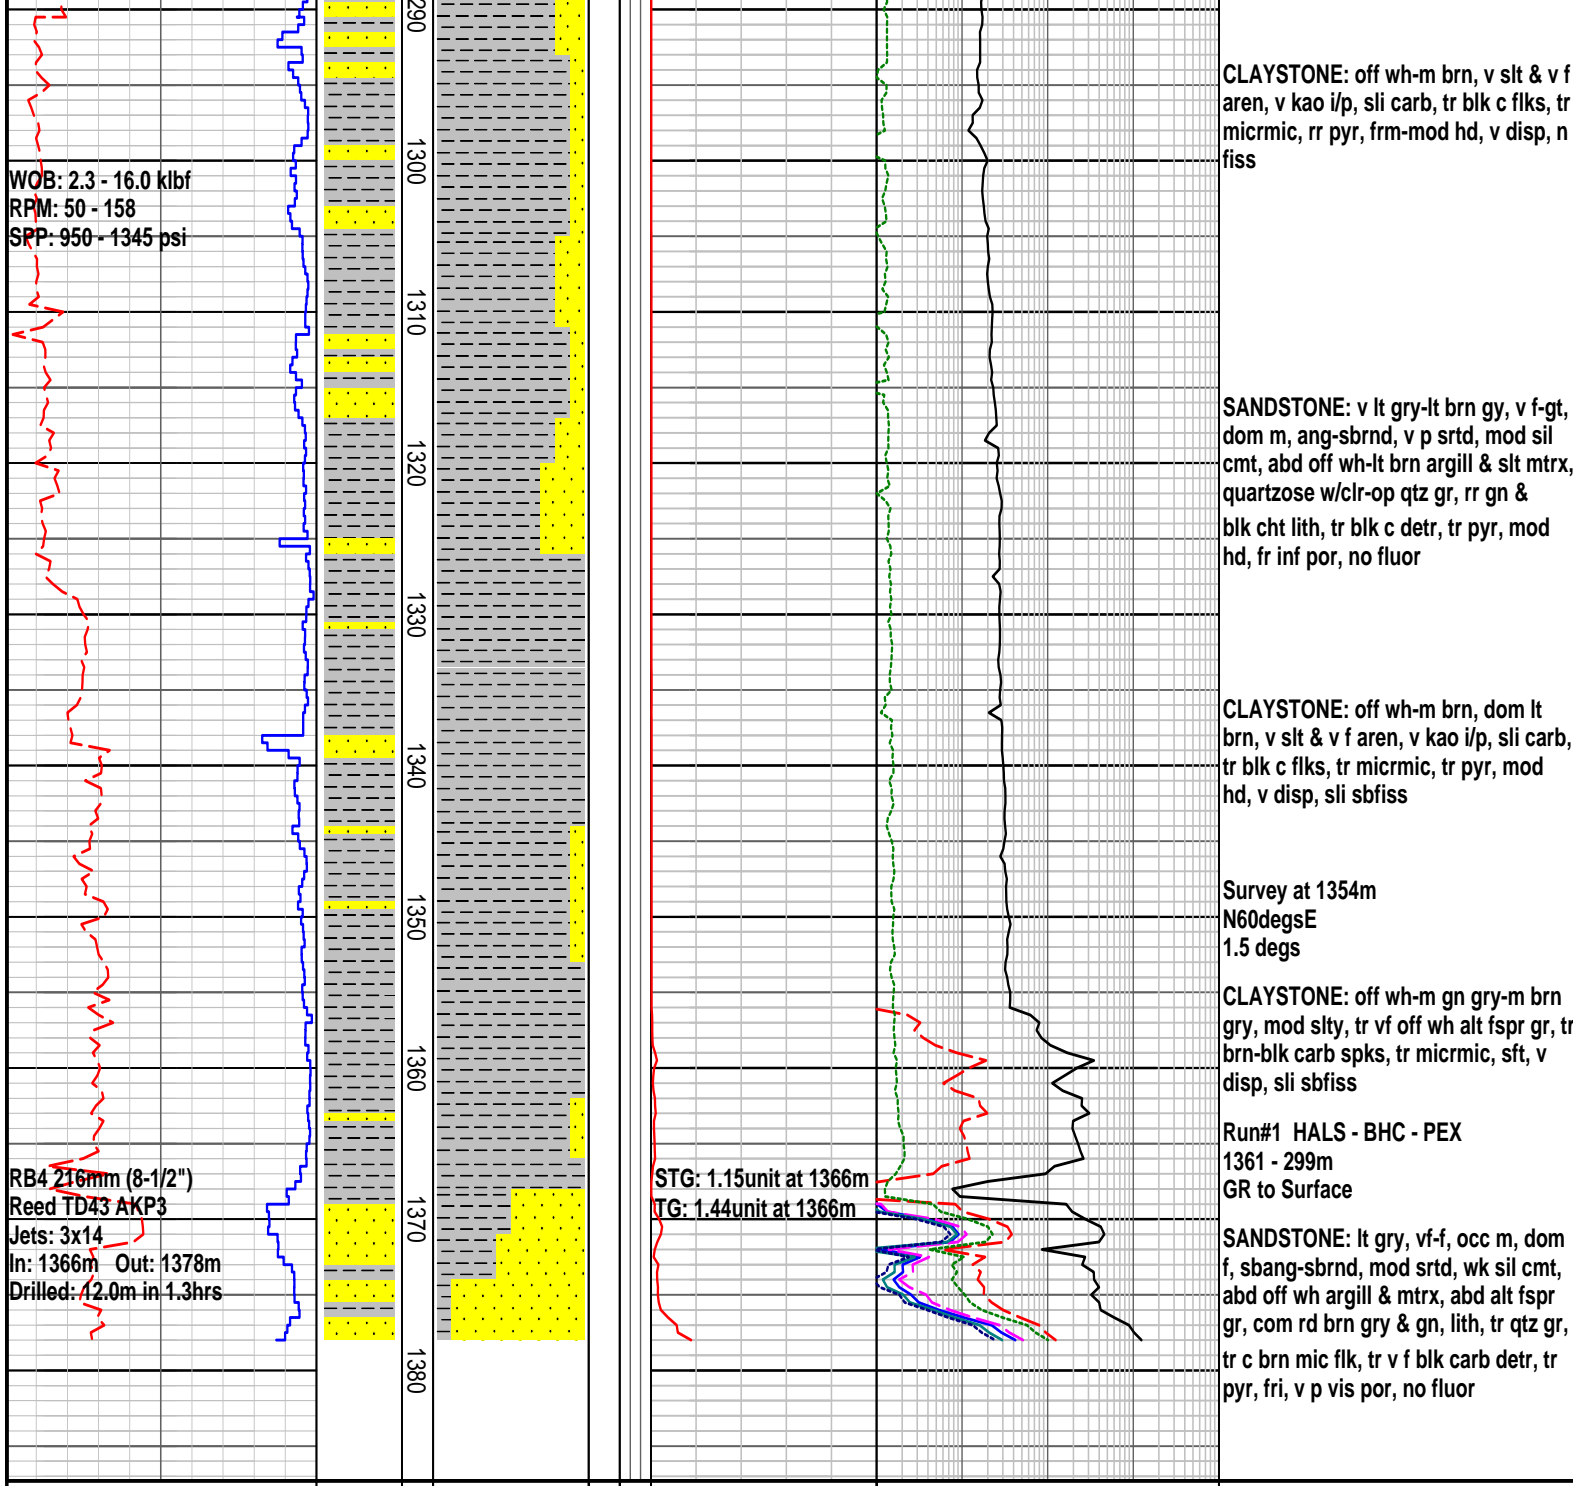 290
1300
1310
1320
1330
1340
1350
1360
1370
1380
WOB: 2.3 - 16.0 klbf
RPM: 50 - 158
SPP: 950 - 1345 psi
RB4 216mm (8-1/2")
Reed TD43 AKP3
Jets: 3x14
In: 1366m Out: 1378m
Drilled: 12.0m in 1.3hrs
STG: 1.15unit at 1366m
TG: 1.44unit at 1366m
CLAYSTONE: off wh-m brn, v slt & v f
aren, v kao i/p, sli carb, tr blk c flks, tr
micrmic, rr pyr, frm-mod hd, v disp, n
fiss
SANDSTONE: v lt gry-lt brn gy, v f-gt,
dom m, ang-sbrnd, v p srtd, mod sil
cmt, abd off wh-lt brn argill & slt mtrx,
quartzose w/clr-op qtz gr, rr gn &
blk cht lith, tr blk c detr, tr pyr, mod
hd, fr inf por, no fluor
CLAYSTONE: off wh-m brn, dom lt
brn, v slt & v f aren, v kao i/p, sli carb,
tr blk c flks, tr micrmic, tr pyr, mod
hd, v disp, sli sbfiss
Survey at 1354m
N60degsE
1.5 degs
CLAYSTONE: off wh-m gn gry-m brn
gry, mod slty, tr vf off wh alt fspr gr, tr
brn-blk carb spks, tr micrmic, sft, v
disp, sli sbfiss
Run#1 HALS - BHC - PEX
1361 - 299m
GR to Surface
SANDSTONE: lt gry, vf-f, occ m, dom
f, sbang-sbrnd, mod srtd, wk sil cmt,
abd off wh argill & mtrx, abd alt fspr
gr, com rd brn gry & gn, lith, tr qtz gr,
tr c brn mic flk, tr v f blk carb detr, tr
pyr, fri, v p vis por, no fluor